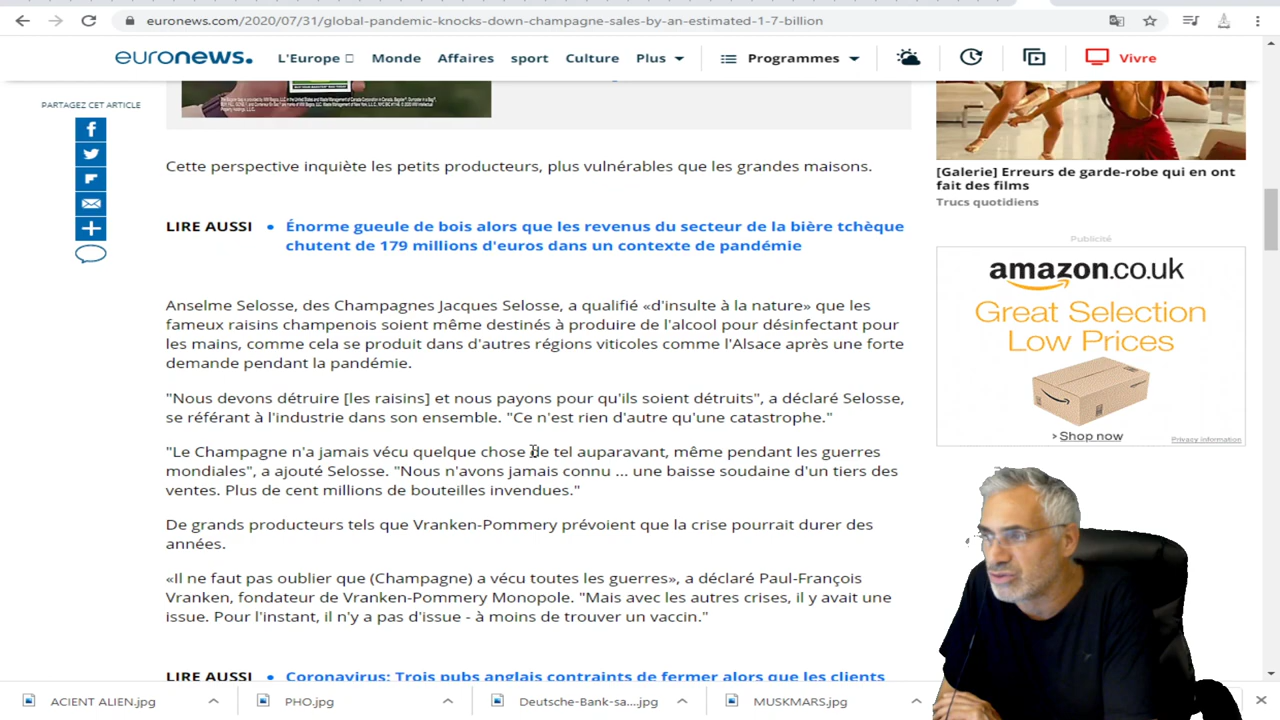 euronews.com/2020/07/31/global-pandemic-knocks-down-champagne-sales-by-an-estimated-1-7-billion
euronews.
L'Europe
Monde
Affaires
sport
Culture
Plus
Programmes
Vivre
PARTAGEZ CET ARTICLE
Cette perspective inquiète les petits producteurs, plus vulnérables que les grandes maisons.
LIRE AUSSI • Énorme gueule de bois alors que les revenus du secteur de la bière tchèque
chutent de 179 millions d'euros dans un contexte de pandémie
Anselme Selosse, des Champagnes Jacques Selosse, a qualifié «d'insulte à la nature» que les
fameux raisins champenois soient même destinés à produire de l'alcool pour désinfectant pour
les mains, comme cela se produit dans d'autres régions viticoles comme l'Alsace après une forte
demande pendant la pandémie.
"Nous devons détruire [les raisins] et nous payons pour qu'ils soient détruits", a déclaré Selosse,
se référant à l'industrie dans son ensemble. "Ce n'est rien d'autre qu'une catastrophe."
"Le Champagne n'a jamais vécu quelque chose de tel auparavant, même pendant les guerres
mondiales", a ajouté Selosse. "Nous n'avons jamais connu ... une baisse soudaine d'un tiers des
ventes. Plus de cent millions de bouteilles invendues."
De grands producteurs tels que Vranken-Pommery prévoient que la crise pourrait durer des
années.
«Il ne faut pas oublier que (Champagne) a vécu toutes les guerres», a déclaré Paul-François
Vranken, fondateur de Vranken-Pommery Monopole. "Mais avec les autres crises, il y avait une
issue. Pour l'instant, il n'y a pas d'issue - à moins de trouver un vaccin."
LIRE AUSSI • Coronavirus: Trois pubs anglais contraints de fermer alors que les clients
[Galerie] Erreurs de garde-robe qui en ont
fait des films
Trucs quotidiens
Publicité
amazon.co.uk
Great Selection
Low Prices
› Shop now
Privacy information
ACIENT ALIEN.jpg
PHO.jpg
Deutsche-Bank-sa....jpg
MUSKMARS.jpg